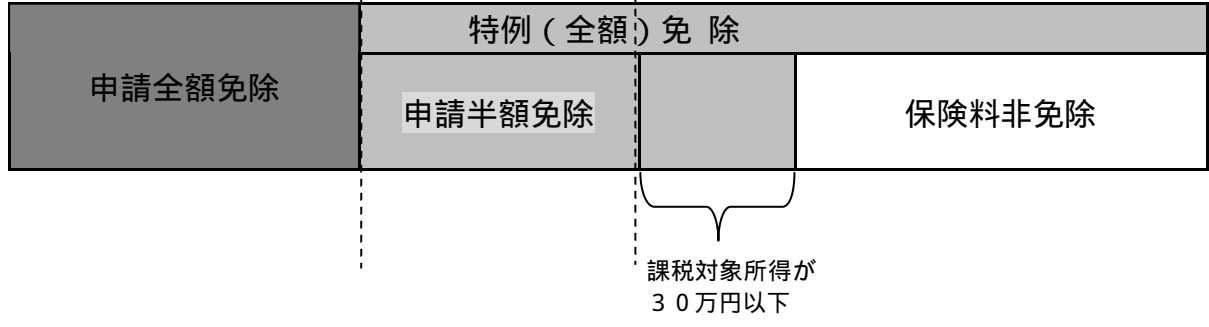 特例（全額）免 除
申請全額免除
申請半額免除
保険料非免除
課税対象所得が
３０万円以下